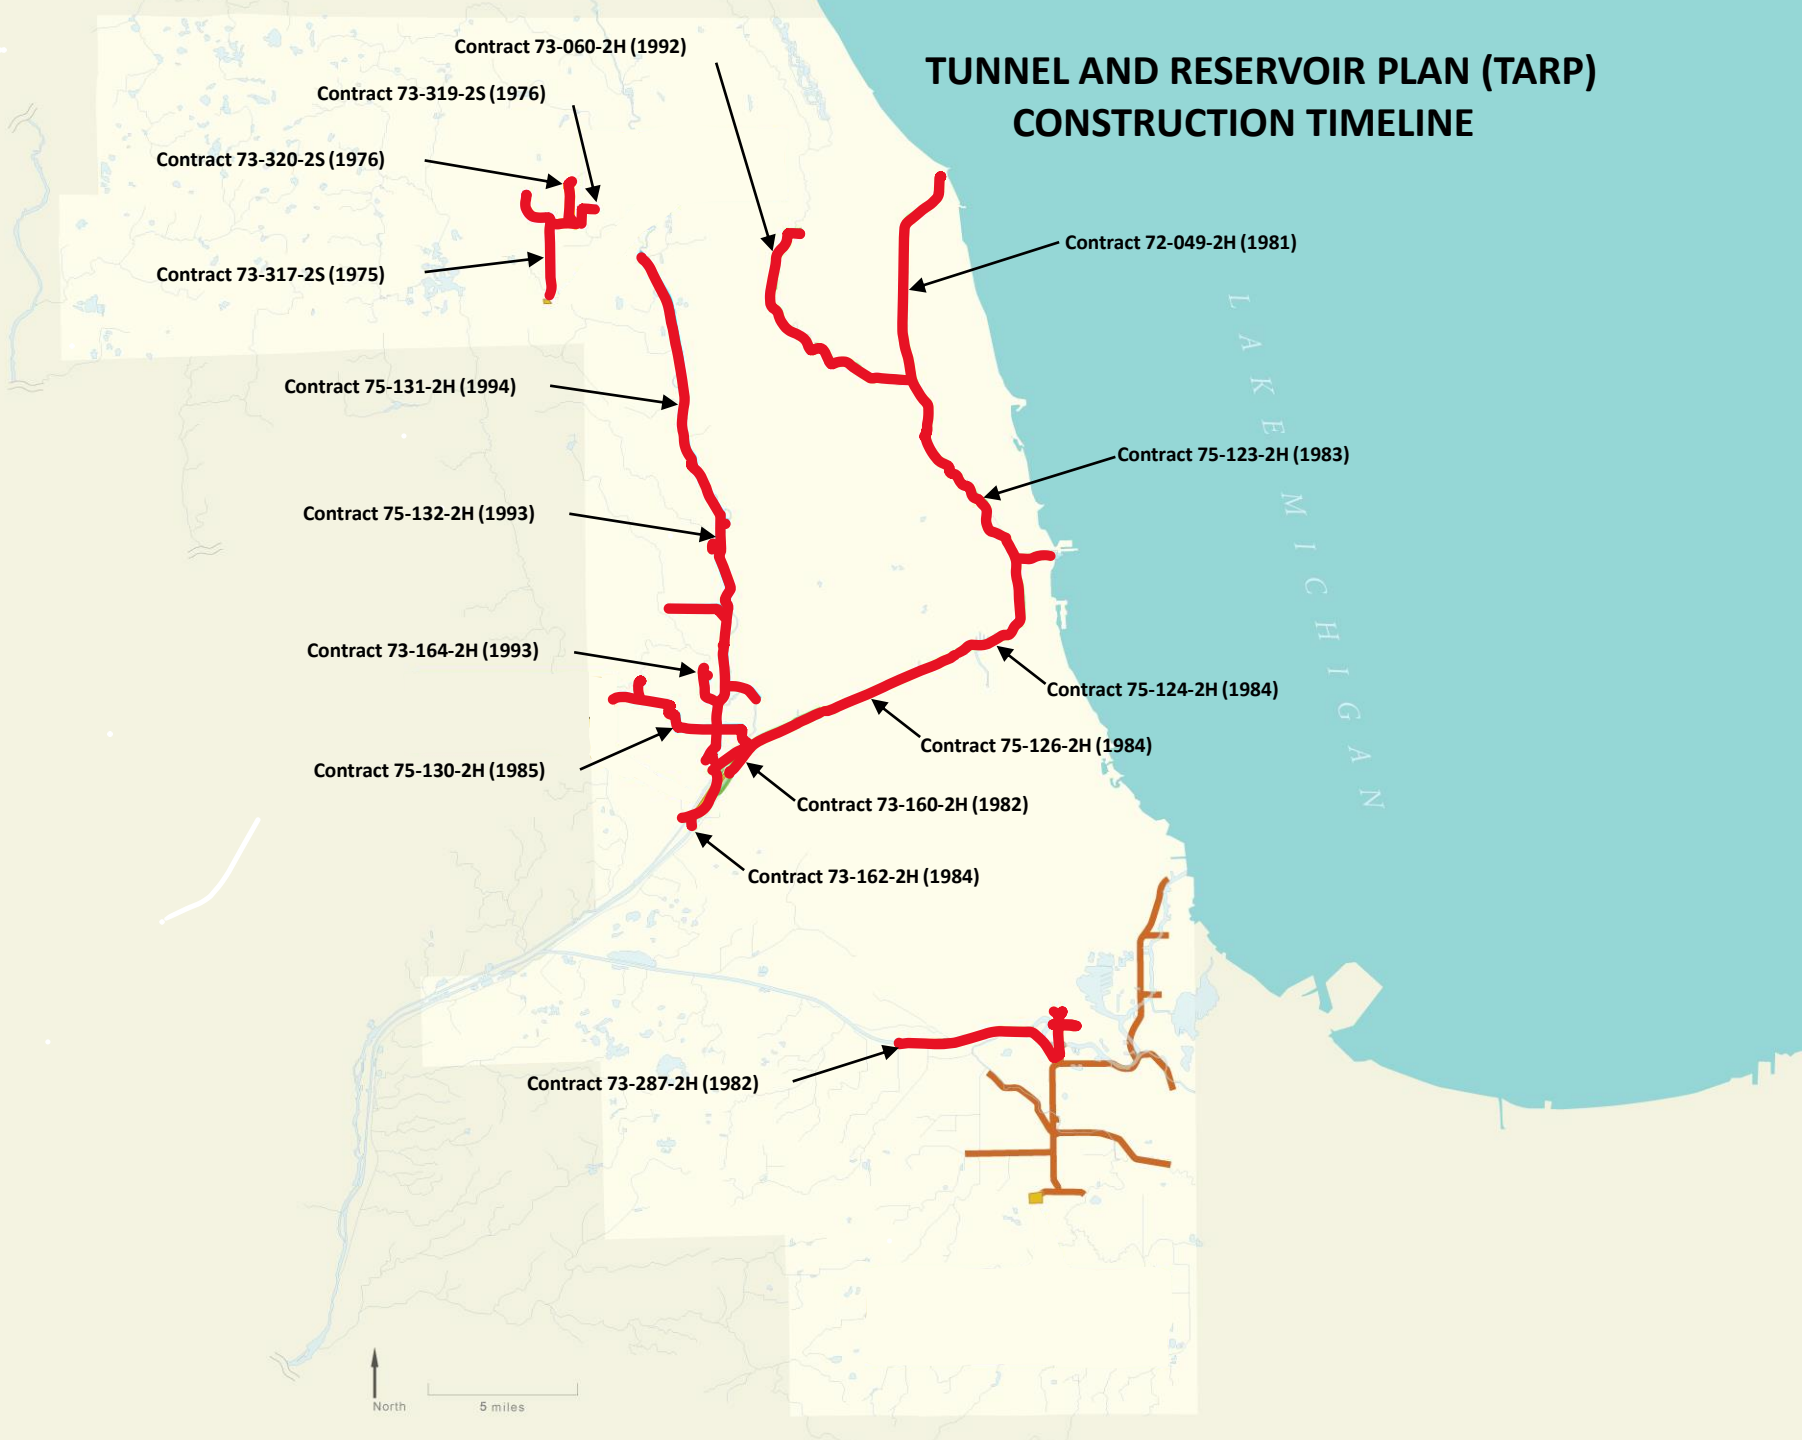 TUNNEL AND RESERVOIR PLAN (TARP)
CONSTRUCTION TIMELINE
Contract 73-060-2H (1992)
Contract 73-319-2S (1976)
Contract 73-320-2S (1976)
Contract 73-317-2S (1975)
Contract 72-049-2H (1981)
Contract 75-131-2H (1994)
Contract 75-123-2H (1983)
Contract 75-132-2H (1993)
Contract 73-164-2H (1993)
Contract 75-124-2H (1984)
Contract 75-126-2H (1984)
Contract 75-130-2H (1985)
Contract 73-160-2H (1982)
Contract 73-162-2H (1984)
Contract 73-287-2H (1982)
LAKE MICHIGAN
North
5 miles